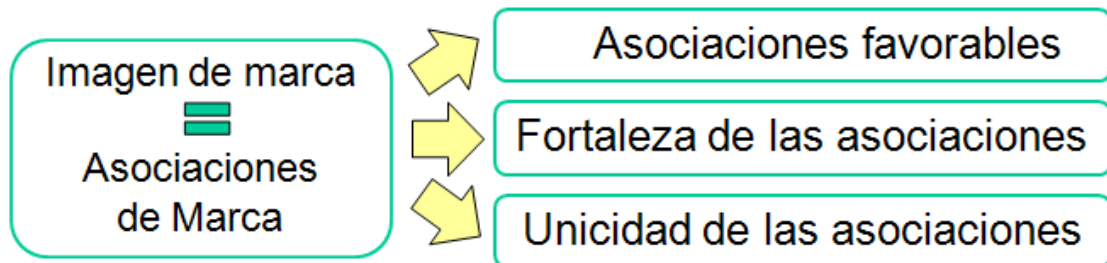 Imagen de marca
Asociaciones
de Marca
Asociaciones favorables
Fortaleza de las asociaciones
Unicidad de las asociaciones